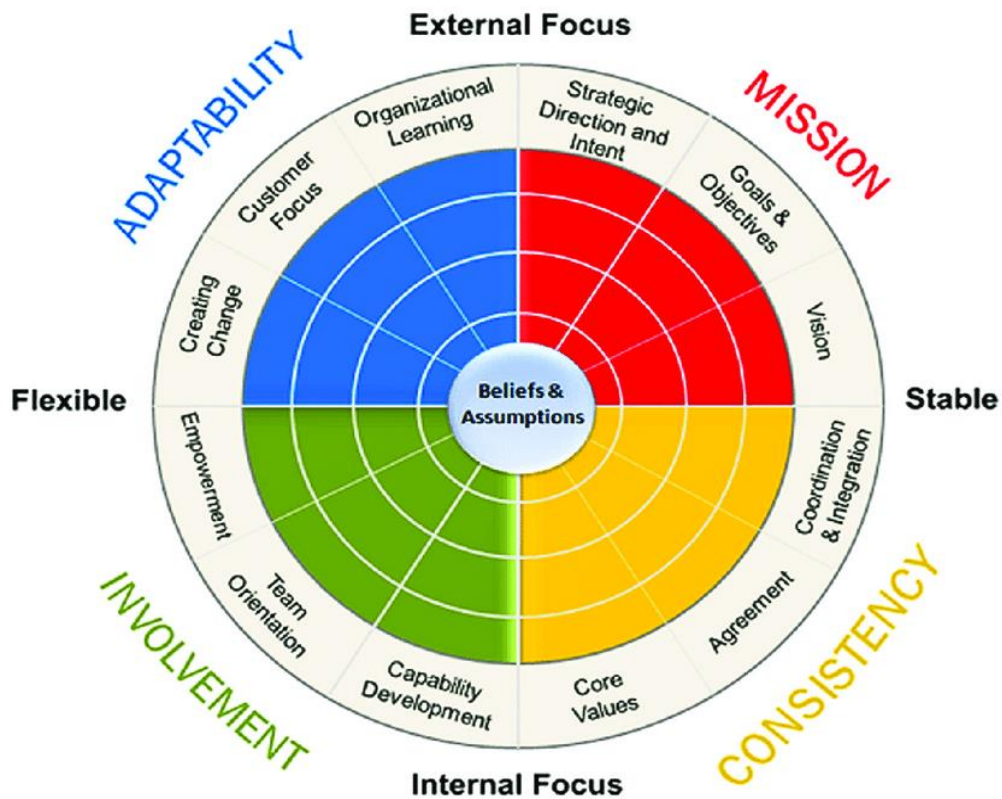 External Focus
ADAPTABILITY
MISSION
Organizational
Learning
Strategic
Direction and
Intent
Customer
Focus
Goals &
Objectives
Creating
Change
Vision
Flexible
Beliefs &
Assumptions
Stable
Empowerment
Coordination
& Integration
Team
Orientation
Agreement
Capability
Development
Core
Values
INVOLVEMENT
CONSISTENCY
Internal Focus